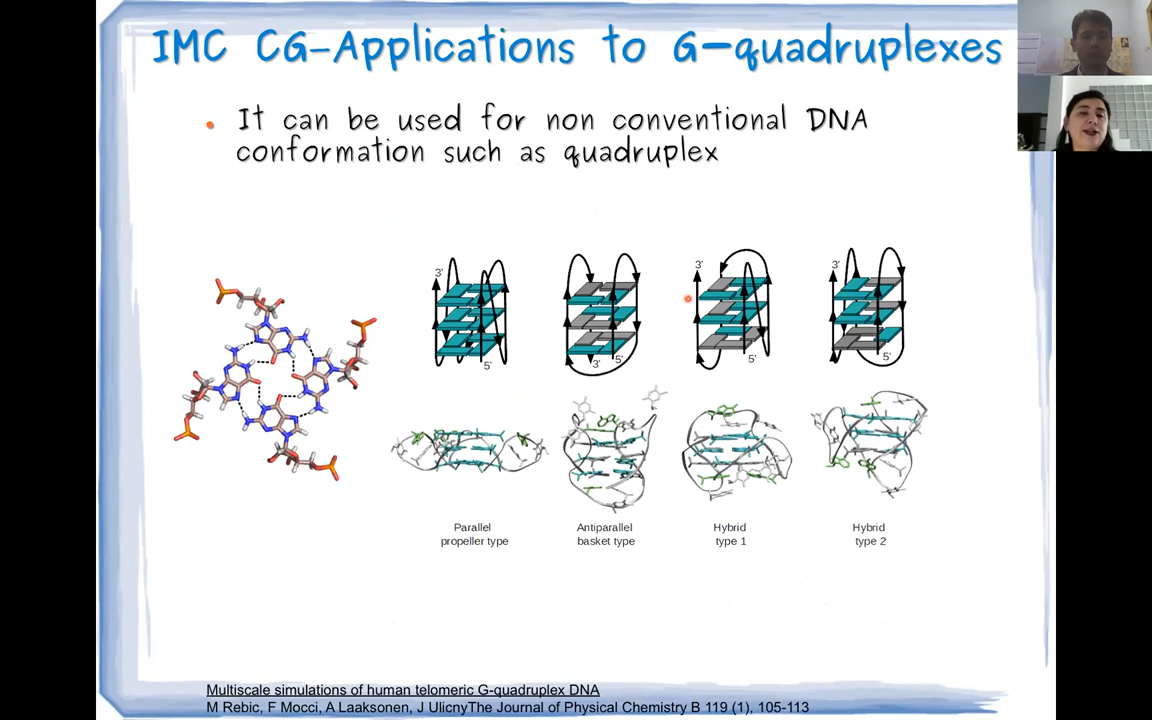 IMC CG-Applications to G-quadruplexes
• It can be used for non conventional DNA
conformation such as quadruplex
3' 5'
3' 5'
3' 5'
3' 5'
Parallel
propeller type
Antiparallel
basket type
Hybrid
type 1
Hybrid
type 2
Multiscale simulations of human telomeric G-quadruplex DNA
M Rebic, F Mocci, A Laaksonen, J UlicnyThe Journal of Physical Chemistry B 119 (1), 105-113